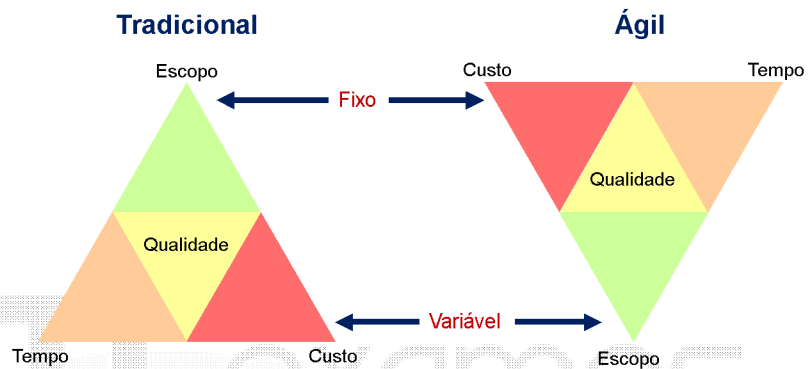 Tradicional
Ágil
Escopo
Fixo
Custo
Tempo
Qualidade
Qualidade
Variável
Tempo
Custo
Escopo